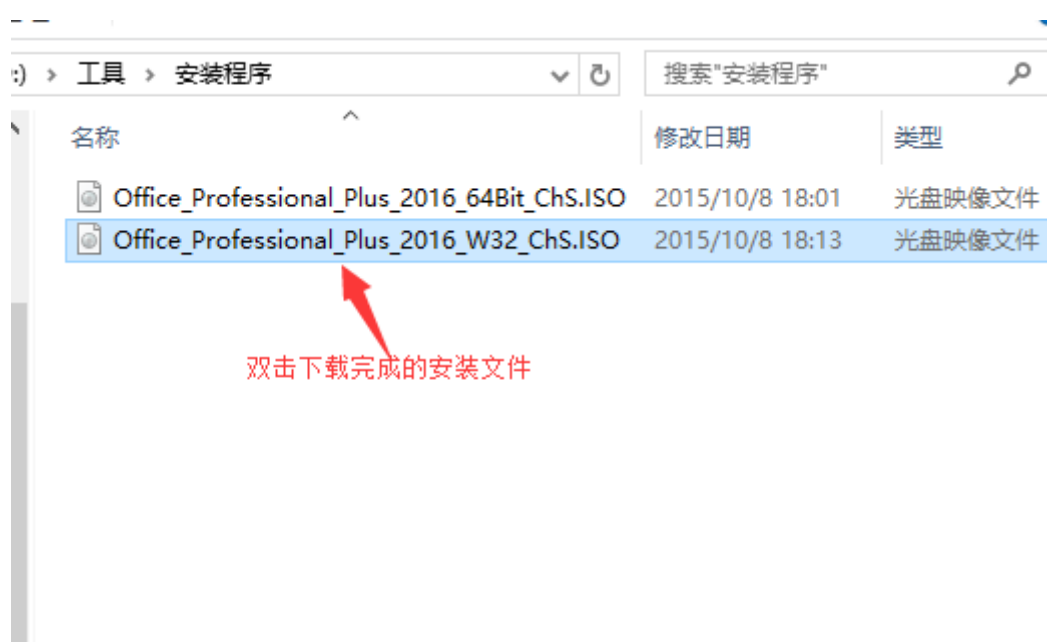 :) › 工具 › 安装程序
搜索"安装程序"
名称 修改日期 类型
Office_Professional_Plus_2016_64Bit_ChS.ISO 2015/10/8 18:01 光盘映像文件
Office_Professional_Plus_2016_W32_ChS.ISO 2015/10/8 18:13 光盘映像文件
双击下载完成的安装文件